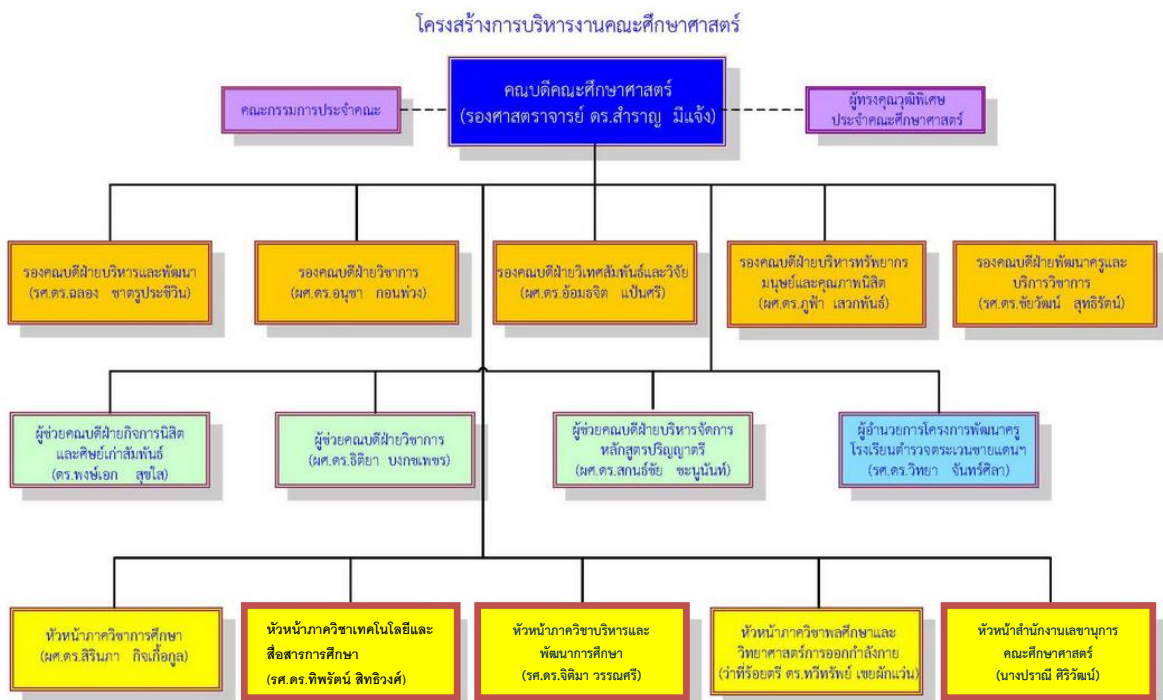 โครงสร้างการบริหารงานคณะศึกษาศาสตร์
คณบดีคณะศึกษาศาสตร์
(รองศาสตราจารย์ ดร.สำราญ มีแจ้ง)
คณะกรรมการประจำคณะ
ผู้ทรงคุณวุฒิพิเศษ
ประจำคณะศึกษาศาสตร์
รองคณบดีฝ่ายบริหารและพัฒนา
(รศ.ดร.ฉลอง ชาตรูประชีวิน)
รองคณบดีฝ่ายวิชาการ
(ผศ.ดร.อนุชา กอนพ่วง)
รองคณบดีฝ่ายวิเทศสัมพันธ์และวิจัย
(ผศ.ดร.อ้อมธจิต แป้นศรี)
รองคณบดีฝ่ายบริหารทรัพยากร
มนุษย์และคุณภาพนิสิต
(ผศ.ดร.ภูฟ้า เสวกพันธ์)
รองคณบดีฝ่ายพัฒนาครูและ
บริการวิชาการ
(รศ.ดร.ชัยวัฒน์ สุทธิรัตน์)
ผู้ช่วยคณบดีฝ่ายกิจการนิสิต
และศิษย์เก่าสัมพันธ์
(ดร.พงษ์เอก สุขใส)
ผู้ช่วยคณบดีฝ่ายวิชาการ
(ผศ.ดร.ธิติยา บงกชเพชร)
ผู้ช่วยคณบดีฝ่ายบริหารจัดการ
หลักสูตรปริญญาตรี
(ผศ.ดร.สกนธ์ชัย ชะนูนันท์)
ผู้อำนวยการโครงการพัฒนาครู
โรงเรียนตำรวจตระเวนชายแดนฯ
(รศ.ดร.วิทยา จันทร์ศิลา)
หัวหน้าภาควิชาการศึกษา
(ผศ.ดร.สิรินภา กิจเกื้อกูล)
หัวหน้าภาควิชาเทคโนโลยีและ
สื่อสารการศึกษา
(รศ.ดร.ทิพรัตน์ สิทธิวงศ์)
หัวหน้าภาควิชาบริหารและ
พัฒนาการศึกษา
(รศ.ดร.จิติมา วรรณศรี)
หัวหน้าภาควิชาพลศึกษาและ
วิทยาศาสตร์การออกกำลังกาย
(ว่าที่ร้อยตรี ดร.ทวีทรัพย์ เขยผักแว่น)
หัวหน้าสำนักงานเลขานุการ
คณะศึกษาศาสตร์
(นางปราณี ศิริวัฒน์)